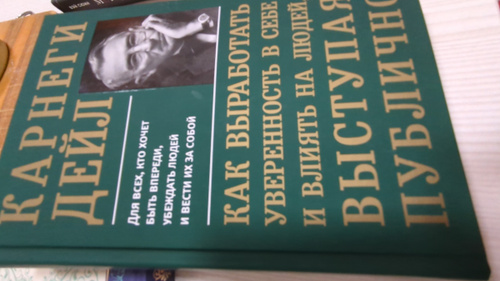 КАРНЕГИ
ДЕЙЛ
ДЛЯ ВСЕХ, КТО ХОЧЕТ
БЫТЬ ВПЕРЕДИ,
УБЕЖДАТЬ ЛЮДЕЙ
И ВЕСТИ ИХ ЗА СОБОЙ
КАК ВЫРАБОТАТЬ
УВЕРЕННОСТЬ В СЕБЕ
И ВЛИЯТЬ НА ЛЮДЕЙ
ВЫСТУПАЯ
ПУБЛИЧНО